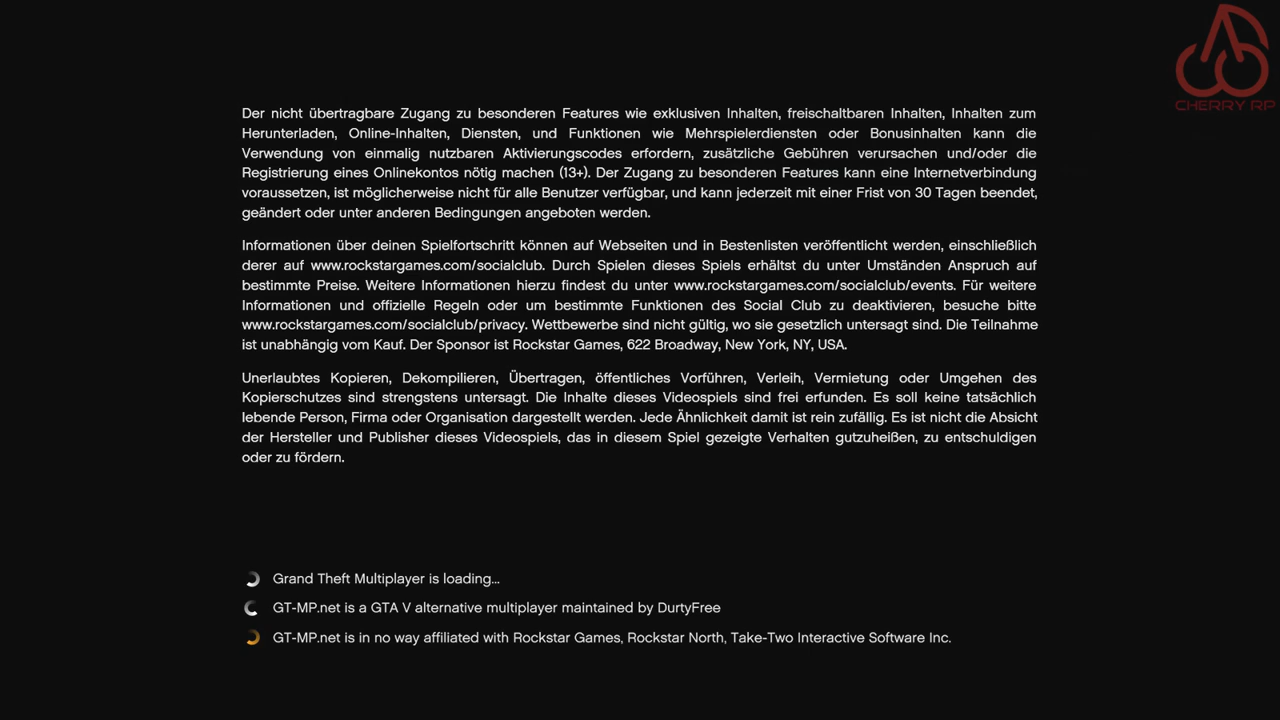 CHERRY RP
Der nicht übertragbare Zugang zu besonderen Features wie exklusiven Inhalten, freischaltbaren Inhalten, Inhalten zum
Herunterladen, Online-Inhalten, Diensten, und Funktionen wie Mehrspielerdiensten oder Bonusinhalten kann die
Verwendung von einmalig nutzbaren Aktivierungscodes erfordern, zusätzliche Gebühren verursachen und/oder die
Registrierung eines Onlinekontos nötig machen (13+). Der Zugang zu besonderen Features kann eine Internetverbindung
voraussetzen, ist möglicherweise nicht für alle Benutzer verfügbar, und kann jederzeit mit einer Frist von 30 Tagen beendet,
geändert oder unter anderen Bedingungen angeboten werden.
Informationen über deinen Spielfortschritt können auf Webseiten und in Bestenlisten veröffentlicht werden, einschließlich
derer auf www.rockstargames.com/socialclub. Durch Spielen dieses Spiels erhältst du unter Umständen Anspruch auf
bestimmte Preise. Weitere Informationen hierzu findest du unter www.rockstargames.com/socialclub/events. Für weitere
Informationen und offizielle Regeln oder um bestimmte Funktionen des Social Club zu deaktivieren, besuche bitte
www.rockstargames.com/socialclub/privacy. Wettbewerbe sind nicht gültig, wo sie gesetzlich untersagt sind. Die Teilnahme
ist unabhängig vom Kauf. Der Sponsor ist Rockstar Games, 622 Broadway, New York, NY, USA.
Unerlaubtes Kopieren, Dekompilieren, Übertragen, öffentliches Vorführen, Verleih, Vermietung oder Umgehen des
Kopierschutzes sind strengstens untersagt. Die Inhalte dieses Videospiels sind frei erfunden. Es soll keine tatsächlich
lebende Person, Firma oder Organisation dargestellt werden. Jede Ähnlichkeit damit ist rein zufällig. Es ist nicht die Absicht
der Hersteller und Publisher dieses Videospiels, das in diesem Spiel gezeigte Verhalten gutzuheißen, zu entschuldigen
oder zu fördern.
Grand Theft Multiplayer is loading...
GT-MP.net is a GTA V alternative multiplayer maintained by DurtyFree
GT-MP.net is in no way affiliated with Rockstar Games, Rockstar North, Take-Two Interactive Software Inc.